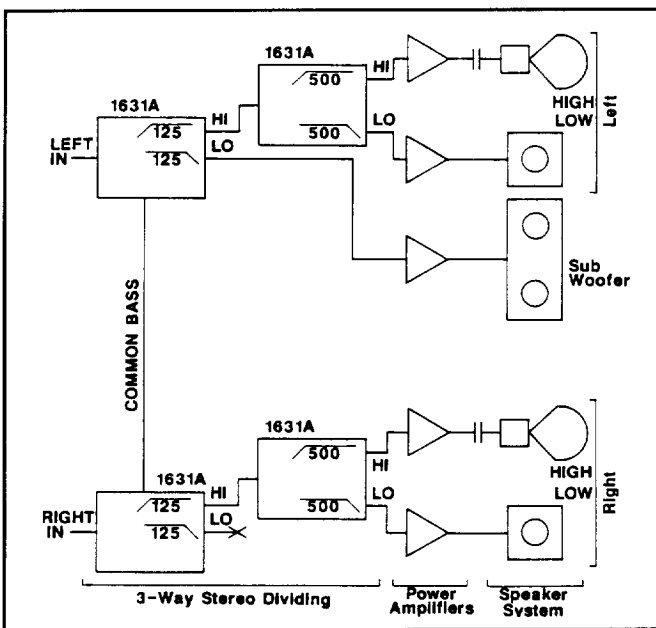 1631A
500
500
HI
LO
1631A
125
125
HI
LO
LEFT
IN
HIGH
LOW
Left
Sub
Woofer
COMMON BASS
1631A
500
500
HI
LO
1631A
125
125
HI
LO
RIGHT
IN
HIGH
LOW
Right
3-Way Stereo Dividing
Power
Amplifiers
Speaker
System